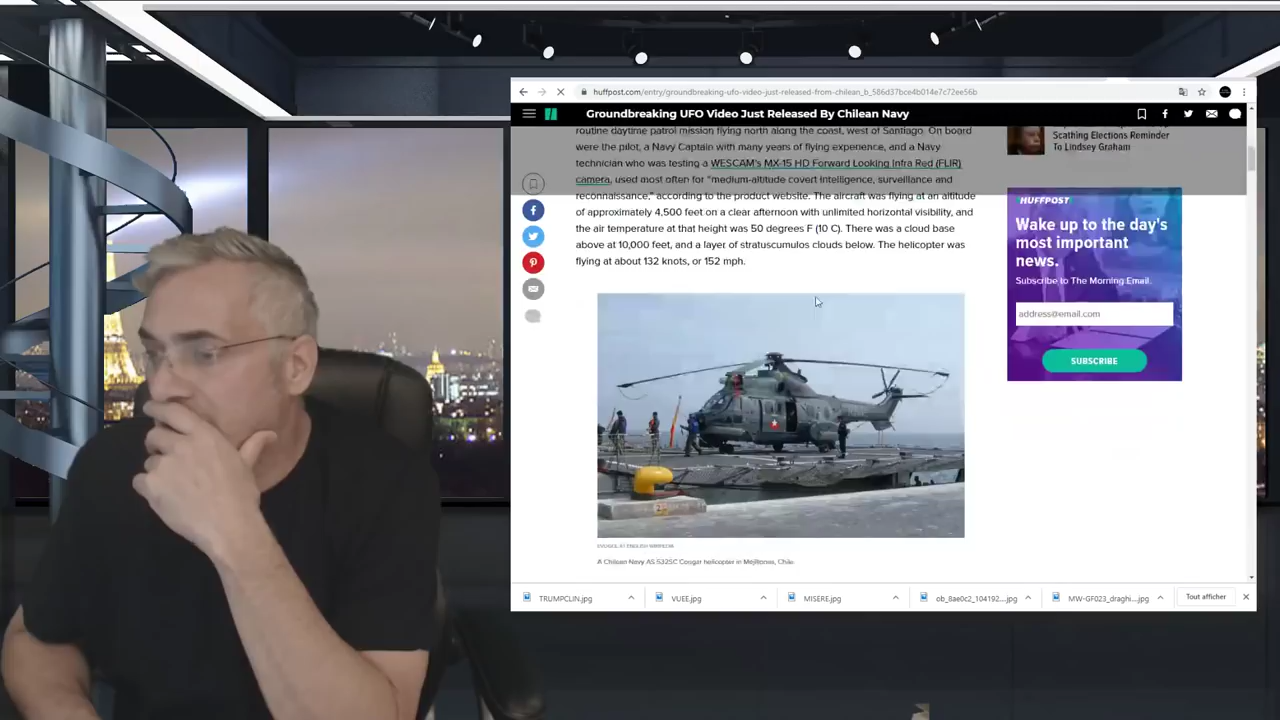 huffpost.com/entry/groundbreaking-ufo-video-just-released-from-chilean_b_586d37bce4b014e7c72ee56b
Groundbreaking UFO Video Just Released By Chilean Navy
routine daytime patrol mission flying north along the coast, west of Santiago. On board
were the pilot, a Navy Captain with many years of flying experience, and a Navy
technician who was testing a WESCAM's MX-15 HD Forward Looking Infra Red (FLIR)
camera, used most often for "medium-altitude covert intelligence, surveillance and
reconnaissance," according to the product website. The aircraft was flying at an altitude
of approximately 4,500 feet on a clear afternoon with unlimited horizontal visibility, and
the air temperature at that height was 50 degrees F (10 C). There was a cloud base
above at 10,000 feet, and a layer of stratuscumulos clouds below. The helicopter was
flying at about 132 knots, or 152 mph.
A Chilean Navy AS 532SC Cougar helicopter in Mejillones, Chile.
Scathing Elections Reminder
To Lindsey Graham
HUFFPOST
Wake up to the day's
most important
news.
Subscribe to The Morning Email.
address@email.com
SUBSCRIBE
TRUMPCLIN.jpg
VUEE.jpg
MISERE.jpg
ob_8ae0c2_104192....jpg
MW-GF023_draghi....jpg
Tout afficher